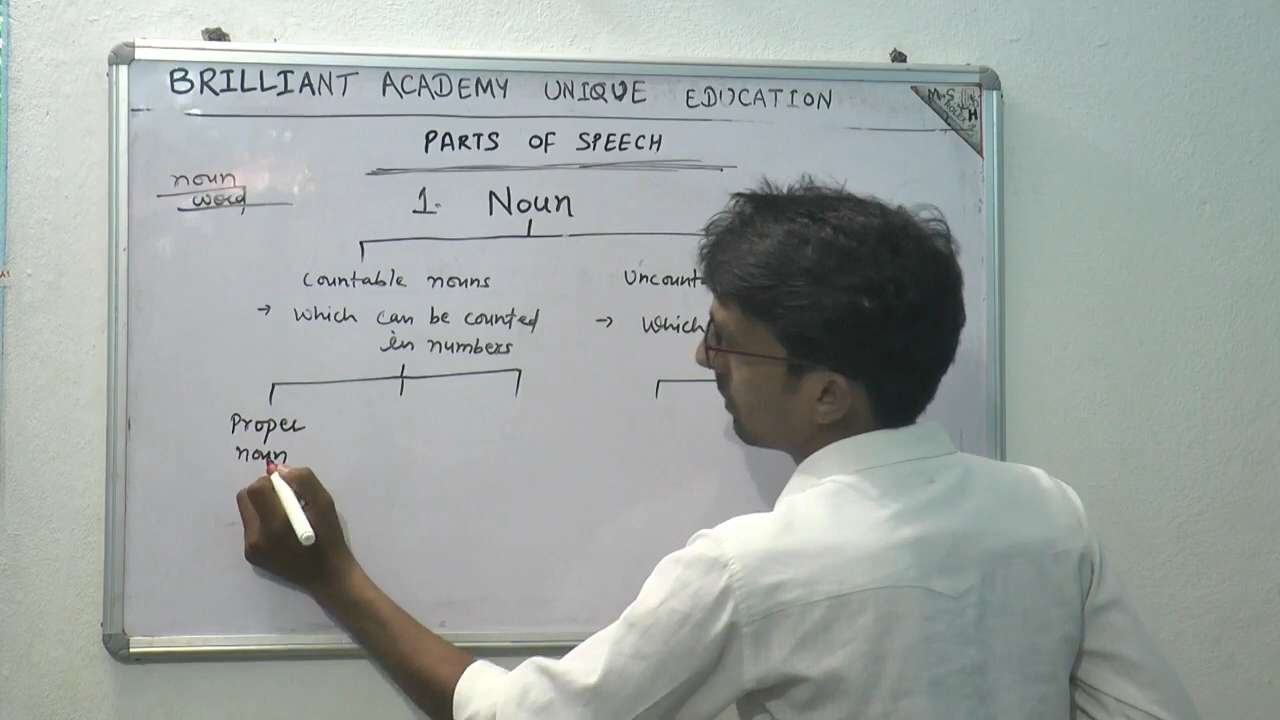 BRILLIANT ACADEMY UNIQUE EDUCATION
PARTS OF SPEECH
noun
word
1. Noun
Countable nouns
→ which can be counted
in numbers
Uncounta
→ which
Proper
noun